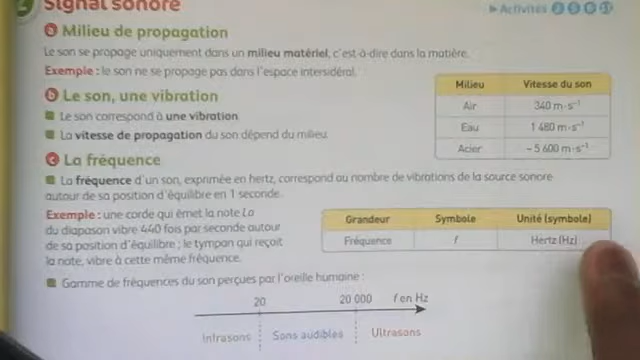 Signal sonore
▶ Activités
a Milieu de propagation
Le son se propage uniquement dans un milieu matériel, c'est-à-dire dans la matière.
Exemple : le son ne se propage pas dans l'espace intersidéral.
b Le son, une vibration
Le son correspond à une vibration.
La vitesse de propagation du son dépend du milieu.
Milieu Vitesse du son
Air 340 m·s⁻¹
Eau 1 480 m·s⁻¹
Acier ~ 5 600 m·s⁻¹
c La fréquence
La fréquence d'un son, exprimée en hertz, correspond au nombre de vibrations de la source sonore
autour de sa position d'équilibre en 1 seconde.
Exemple : une corde qui émet la note La
du diapason vibre 440 fois par seconde autour
de sa position d'équilibre ; le tympan qui reçoit
la note, vibre à cette même fréquence.
Grandeur Symbole Unité (symbole)
Fréquence f Hertz (Hz)
Gamme de fréquences du son perçues par l'oreille humaine :
20 20 000 f en Hz
Infrasons Sons audibles Ultrasons